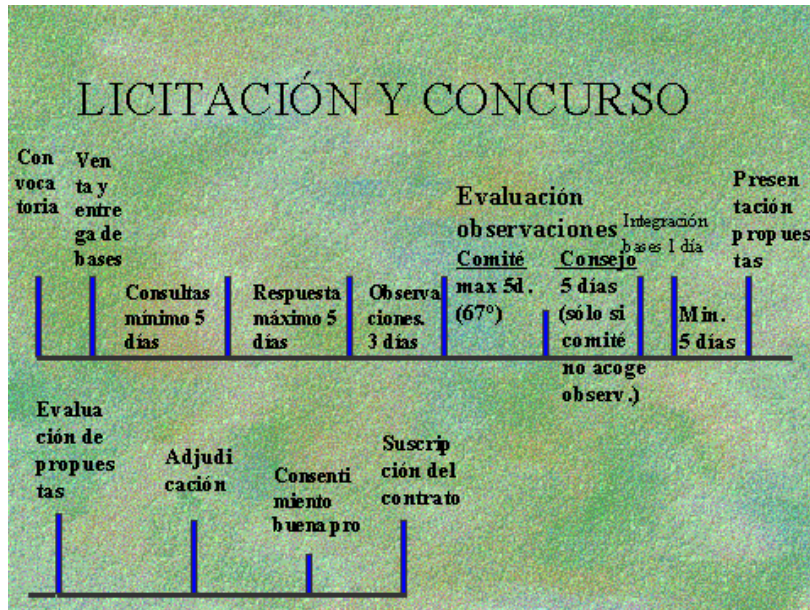 LICITACIÓN Y CONCURSO
Con
voca
toria
Ven
ta y
entre
ga de
bases
Consultas
mínimo 5
días
Respuesta
máximo 5
días
Observa
ciones.
3 días
Evaluación
observaciones
Comité
max 5d.
(67°)
Consejo
5 días
(sólo si
comité
no acoge
observ.)
Integración
bases 1 día
Min.
5 días
Presen
tación
propues
tas
Evalua
ción de
propues
tas
Adjudi
cación
Consenti
miento
buena pro
Suscrip
ción del
contrato